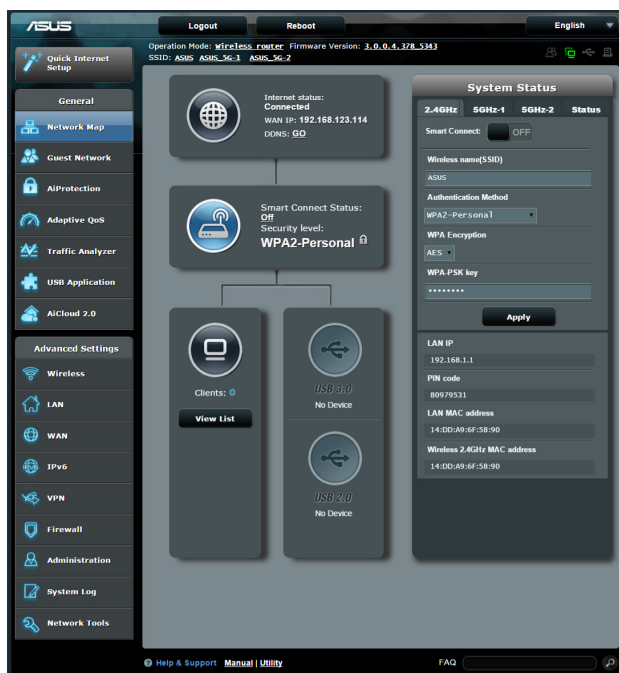 ASUS
Logout
Reboot
English
Quick Internet Setup
Operation Mode: Wireless router Firmware Version: 3.0.0.4.378_5343
SSID: ASUS ASUS_5G-1 ASUS_5G-2
General
Network Map
Guest Network
AiProtection
Adaptive QoS
Traffic Analyzer
USB Application
AiCloud 2.0
Advanced Settings
Wireless
LAN
WAN
IPv6
VPN
Firewall
Administration
System Log
Network Tools
Internet status:
Connected
WAN IP: 192.168.123.114
DDNS: GO
Smart Connect Status:
Off
Security level:
WPA2-Personal
Clients: 0
View List
USB 3.0
No Device
USB 2.0
No Device
System Status
2.4GHz 5GHz-1 5GHz-2 Status
Smart Connect: OFF
Wireless name(SSID)
ASUS
Authentication Method
WPA2-Personal
WPA Encryption
AES
WPA-PSK key
••••••••
Apply
LAN IP
192.168.1.1
PIN code
80979531
LAN MAC address
14:DD:A9:6F:58:90
Wireless 2.4GHz MAC address
14:DD:A9:6F:58:90
Help & Support Manual | Utility
FAQ